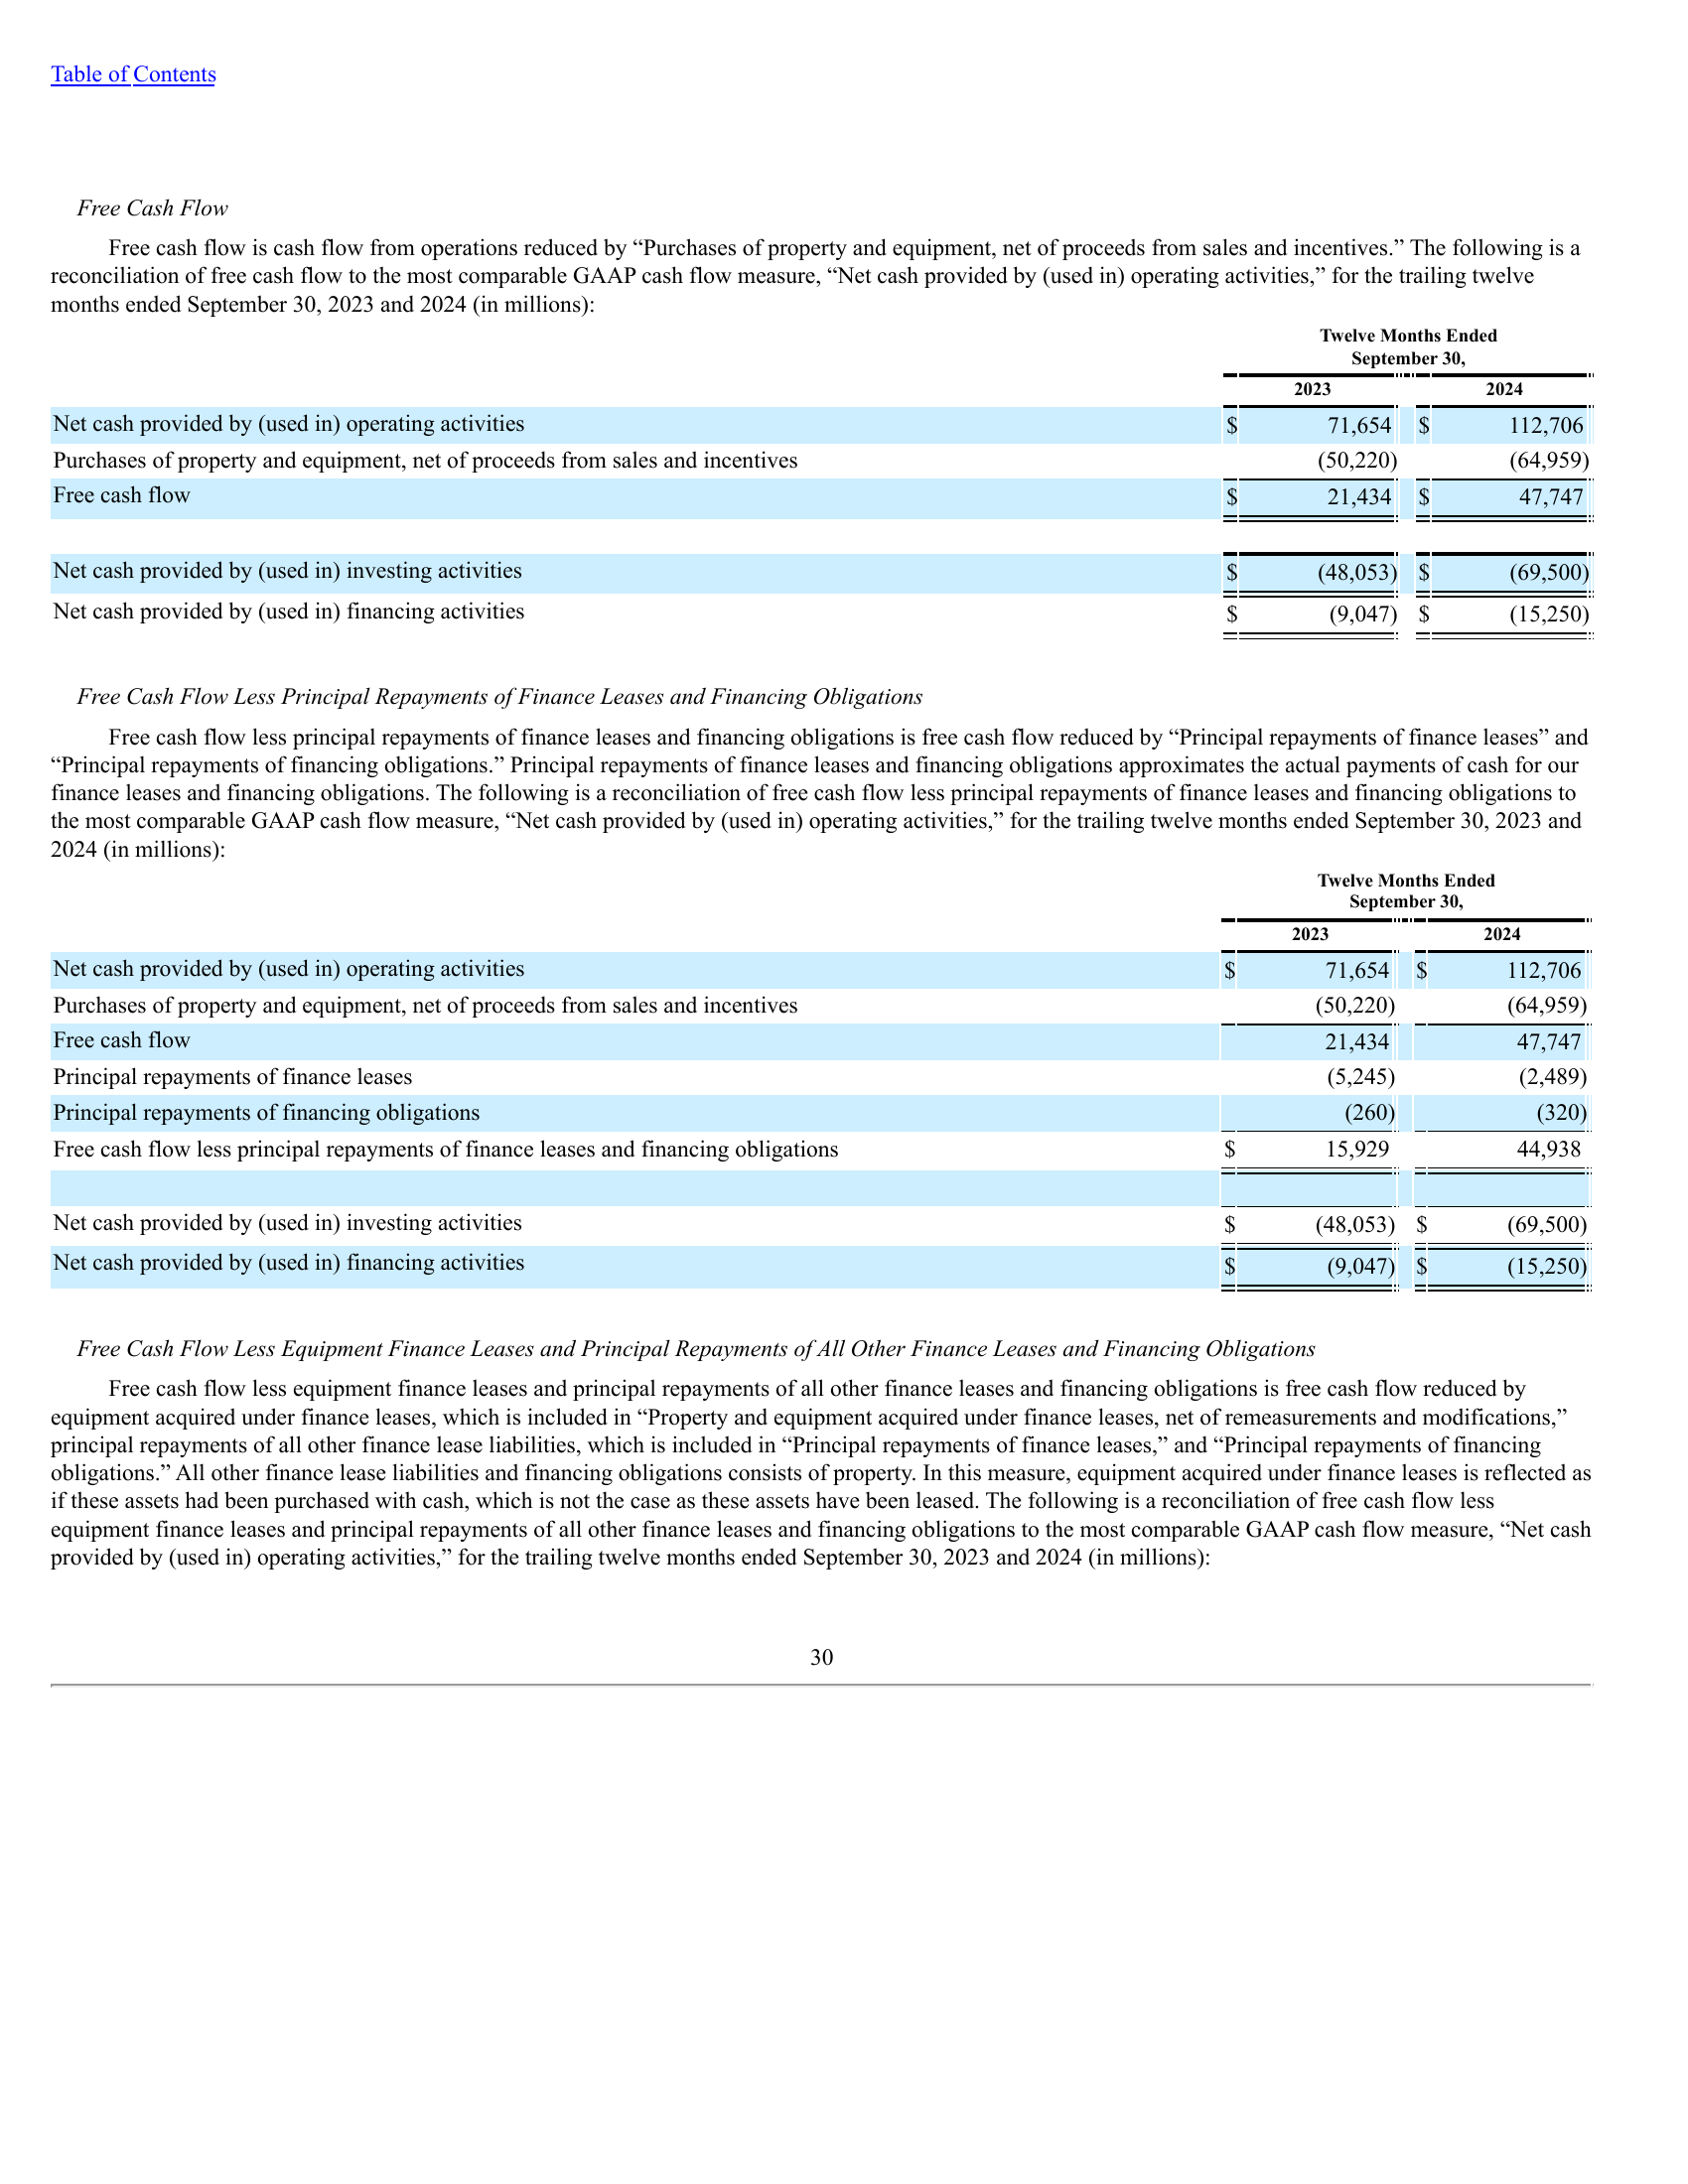 Table of Contents
Free Cash Flow
Free cash flow is cash flow from operations reduced by “Purchases of property and equipment, net of proceeds from sales and incentives.” The following is a
reconciliation of free cash flow to the most comparable GAAP cash flow measure, “Net cash provided by (used in) operating activities,” for the trailing twelve
months ended September 30, 2023 and 2024 (in millions):
Twelve Months Ended
September 30,
2023 2024
Net cash provided by (used in) operating activities $ 71,654 $ 112,706
Purchases of property and equipment, net of proceeds from sales and incentives (50,220) (64,959)
Free cash flow $ 21,434 $ 47,747
Net cash provided by (used in) investing activities $ (48,053) $ (69,500)
Net cash provided by (used in) financing activities $ (9,047) $ (15,250)
Free Cash Flow Less Principal Repayments of Finance Leases and Financing Obligations
Free cash flow less principal repayments of finance leases and financing obligations is free cash flow reduced by “Principal repayments of finance leases” and
“Principal repayments of financing obligations.” Principal repayments of finance leases and financing obligations approximates the actual payments of cash for our
finance leases and financing obligations. The following is a reconciliation of free cash flow less principal repayments of finance leases and financing obligations to
the most comparable GAAP cash flow measure, “Net cash provided by (used in) operating activities,” for the trailing twelve months ended September 30, 2023 and
2024 (in millions):
Twelve Months Ended
September 30,
2023 2024
Net cash provided by (used in) operating activities $ 71,654 $ 112,706
Purchases of property and equipment, net of proceeds from sales and incentives (50,220) (64,959)
Free cash flow 21,434 47,747
Principal repayments of finance leases (5,245) (2,489)
Principal repayments of financing obligations (260) (320)
Free cash flow less principal repayments of finance leases and financing obligations $ 15,929 44,938
Net cash provided by (used in) investing activities $ (48,053) $ (69,500)
Net cash provided by (used in) financing activities $ (9,047) $ (15,250)
Free Cash Flow Less Equipment Finance Leases and Principal Repayments of All Other Finance Leases and Financing Obligations
Free cash flow less equipment finance leases and principal repayments of all other finance leases and financing obligations is free cash flow reduced by
equipment acquired under finance leases, which is included in “Property and equipment acquired under finance leases, net of remeasurements and modifications,”
principal repayments of all other finance lease liabilities, which is included in “Principal repayments of finance leases,” and “Principal repayments of financing
obligations.” All other finance lease liabilities and financing obligations consists of property. In this measure, equipment acquired under finance leases is reflected as
if these assets had been purchased with cash, which is not the case as these assets have been leased. The following is a reconciliation of free cash flow less
equipment finance leases and principal repayments of all other finance leases and financing obligations to the most comparable GAAP cash flow measure, “Net cash
provided by (used in) operating activities,” for the trailing twelve months ended September 30, 2023 and 2024 (in millions):
30